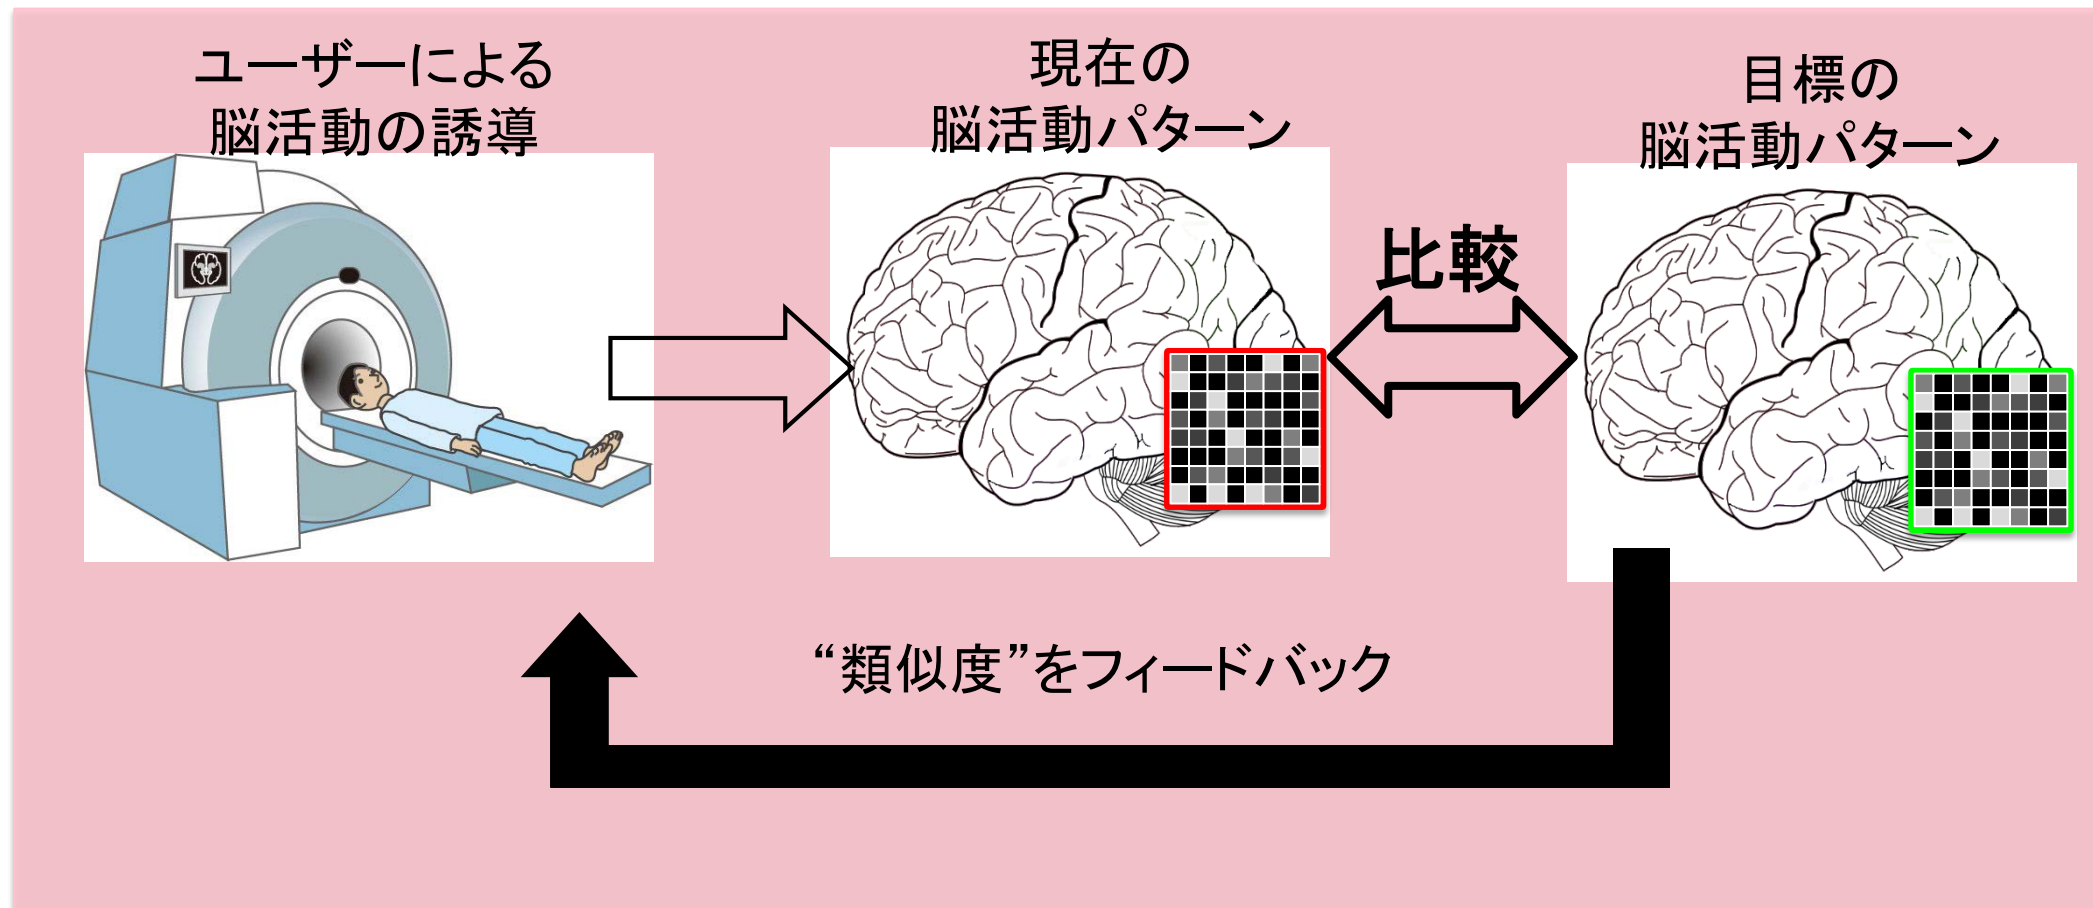 ユーザーによる
脳活動の誘導
現在の
脳活動パターン
目標の
脳活動パターン
比較
“類似度”をフィードバック